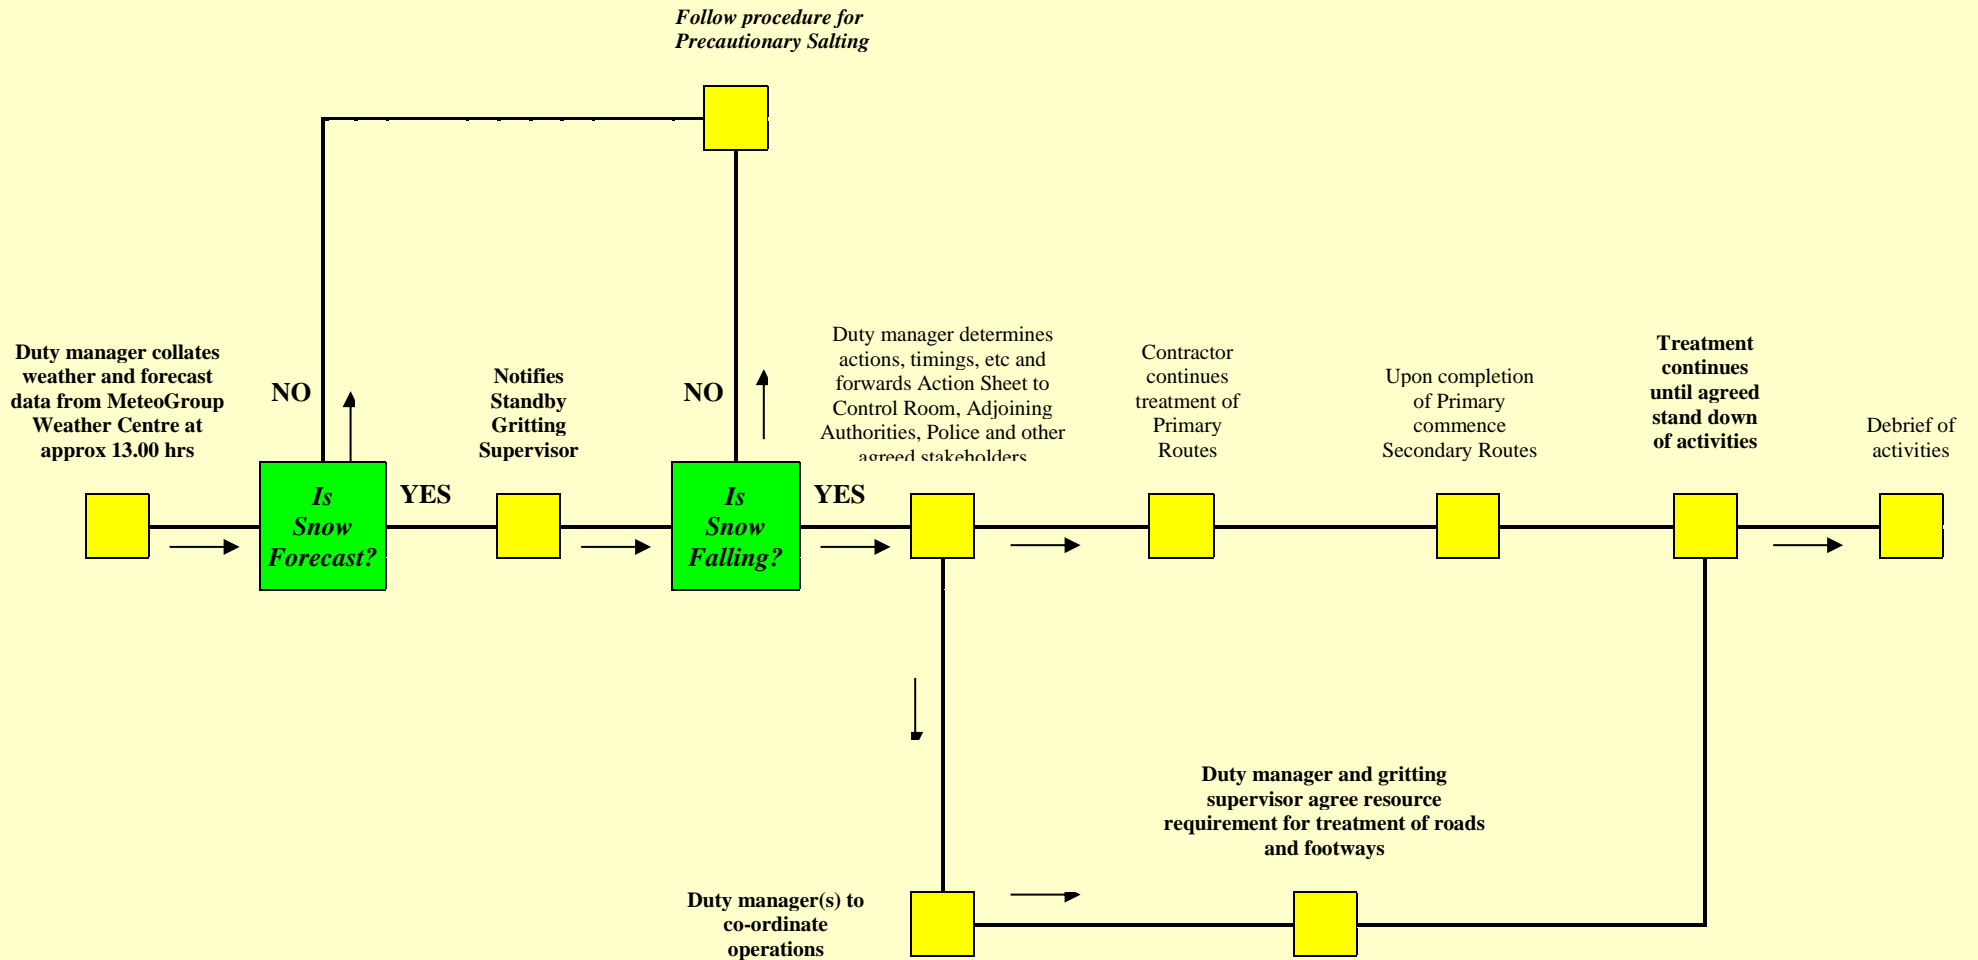 Follow procedure for
Precautionary Salting
Duty manager collates
weather and forecast
data from MeteoGroup
Weather Centre at
approx 13.00 hrs
NO
Is
Snow
Forecast?
YES
Notifies
Standby
Gritting
Supervisor
NO
Is
Snow
Falling?
YES
Duty manager determines
actions, timings, etc and
forwards Action Sheet to
Control Room, Adjoining
Authorities, Police and other
agreed stakeholders
Contractor
continues
treatment of
Primary
Routes
Upon completion
of Primary
commence
Secondary Routes
Treatment
continues
until agreed
stand down
of activities
Debrief of
activities
Duty manager and gritting
supervisor agree resource
requirement for treatment of roads
and footways
Duty manager(s) to
co-ordinate
operations